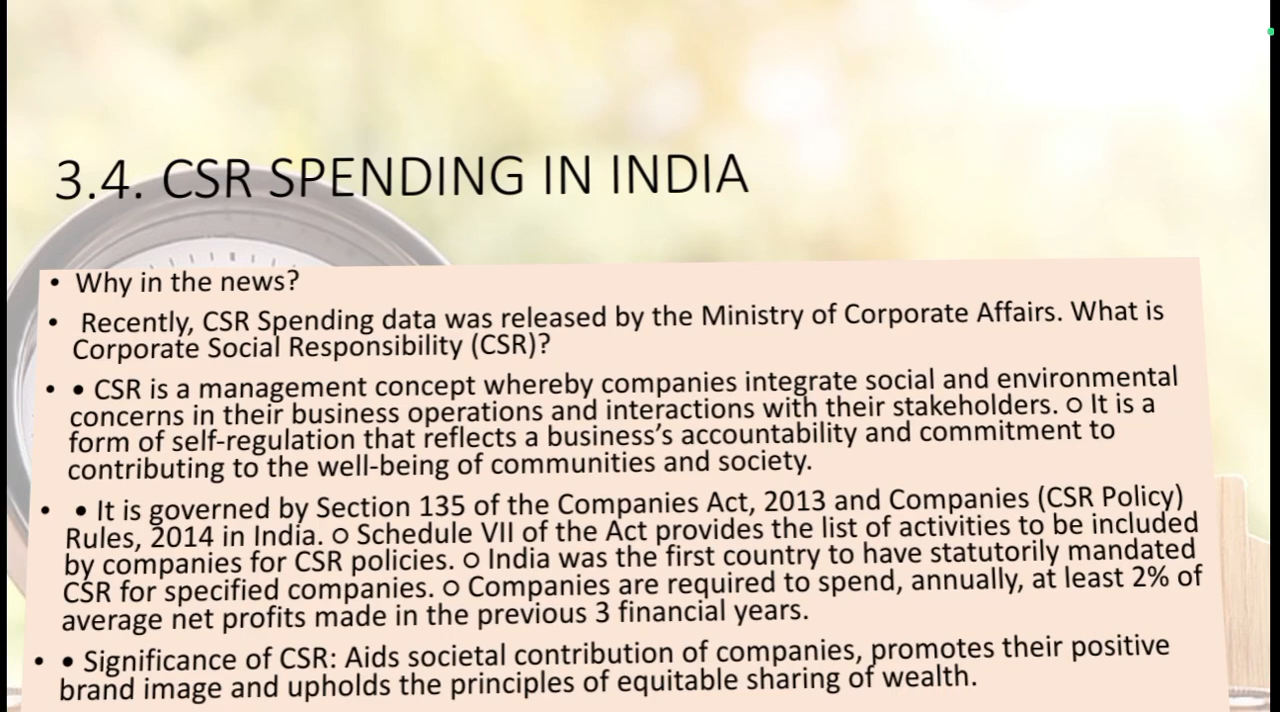 3.4. CSR SPENDING IN INDIA
• Why in the news?
• Recently, CSR Spending data was released by the Ministry of Corporate Affairs. What is
Corporate Social Responsibility (CSR)?
• • CSR is a management concept whereby companies integrate social and environmental
concerns in their business operations and interactions with their stakeholders. o It is a
form of self-regulation that reflects a business’s accountability and commitment to
contributing to the well-being of communities and society.
• • It is governed by Section 135 of the Companies Act, 2013 and Companies (CSR Policy)
Rules, 2014 in India. o Schedule VII of the Act provides the list of activities to be included
by companies for CSR policies. o India was the first country to have statutorily mandated
CSR for specified companies. o Companies are required to spend, annually, at least 2% of
average net profits made in the previous 3 financial years.
• • Significance of CSR: Aids societal contribution of companies, promotes their positive
brand image and upholds the principles of equitable sharing of wealth.